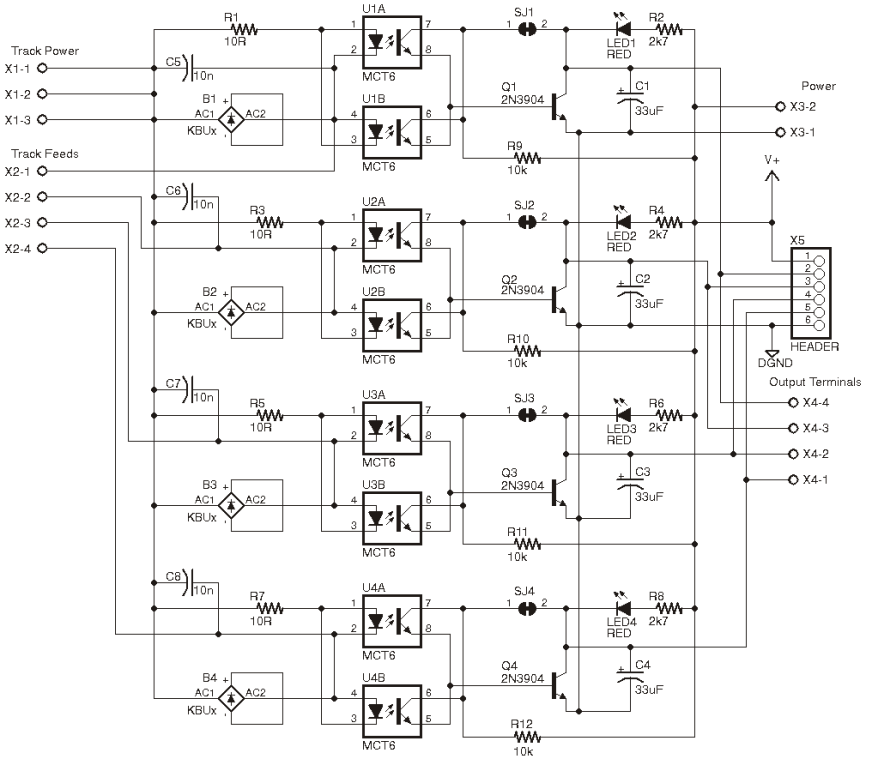 Track Power
X1-1
X1-2
X1-3
Track Feeds
X2-1
X2-2
X2-3
X2-4
R1
10R
C5
10n
B1
+
AC1
AC2
KBUx
-
U1A
1
2
7
8
MCT6
U1B
4
3
6
5
MCT6
SJ1
1
2
LED1
RED
R2
2k7
Q1
2N3904
+
C1
33uF
R9
10k
C6
10n
R3
10R
B2
+
AC1
AC2
KBUx
-
U2A
1
2
7
8
MCT6
U2B
4
3
6
5
MCT6
SJ2
1
2
LED2
RED
R4
2k7
Q2
2N3904
+
C2
33uF
R10
10k
C7
10n
R5
10R
B3
+
AC1
AC2
KBUx
-
U3A
1
2
7
8
MCT6
U3B
4
3
6
5
MCT6
SJ3
1
2
LED3
RED
R6
2k7
Q3
2N3904
+
C3
33uF
R11
10k
C8
10n
R7
10R
B4
+
AC1
AC2
KBUx
-
U4A
1
2
7
8
MCT6
U4B
4
3
6
5
MCT6
SJ4
1
2
LED4
RED
R8
2k7
Q4
2N3904
+
C4
33uF
R12
10k
Power
X3-2
X3-1
V+
X5
1
2
3
4
5
6
HEADER
DGND
Output Terminals
X4-4
X4-3
X4-2
X4-1